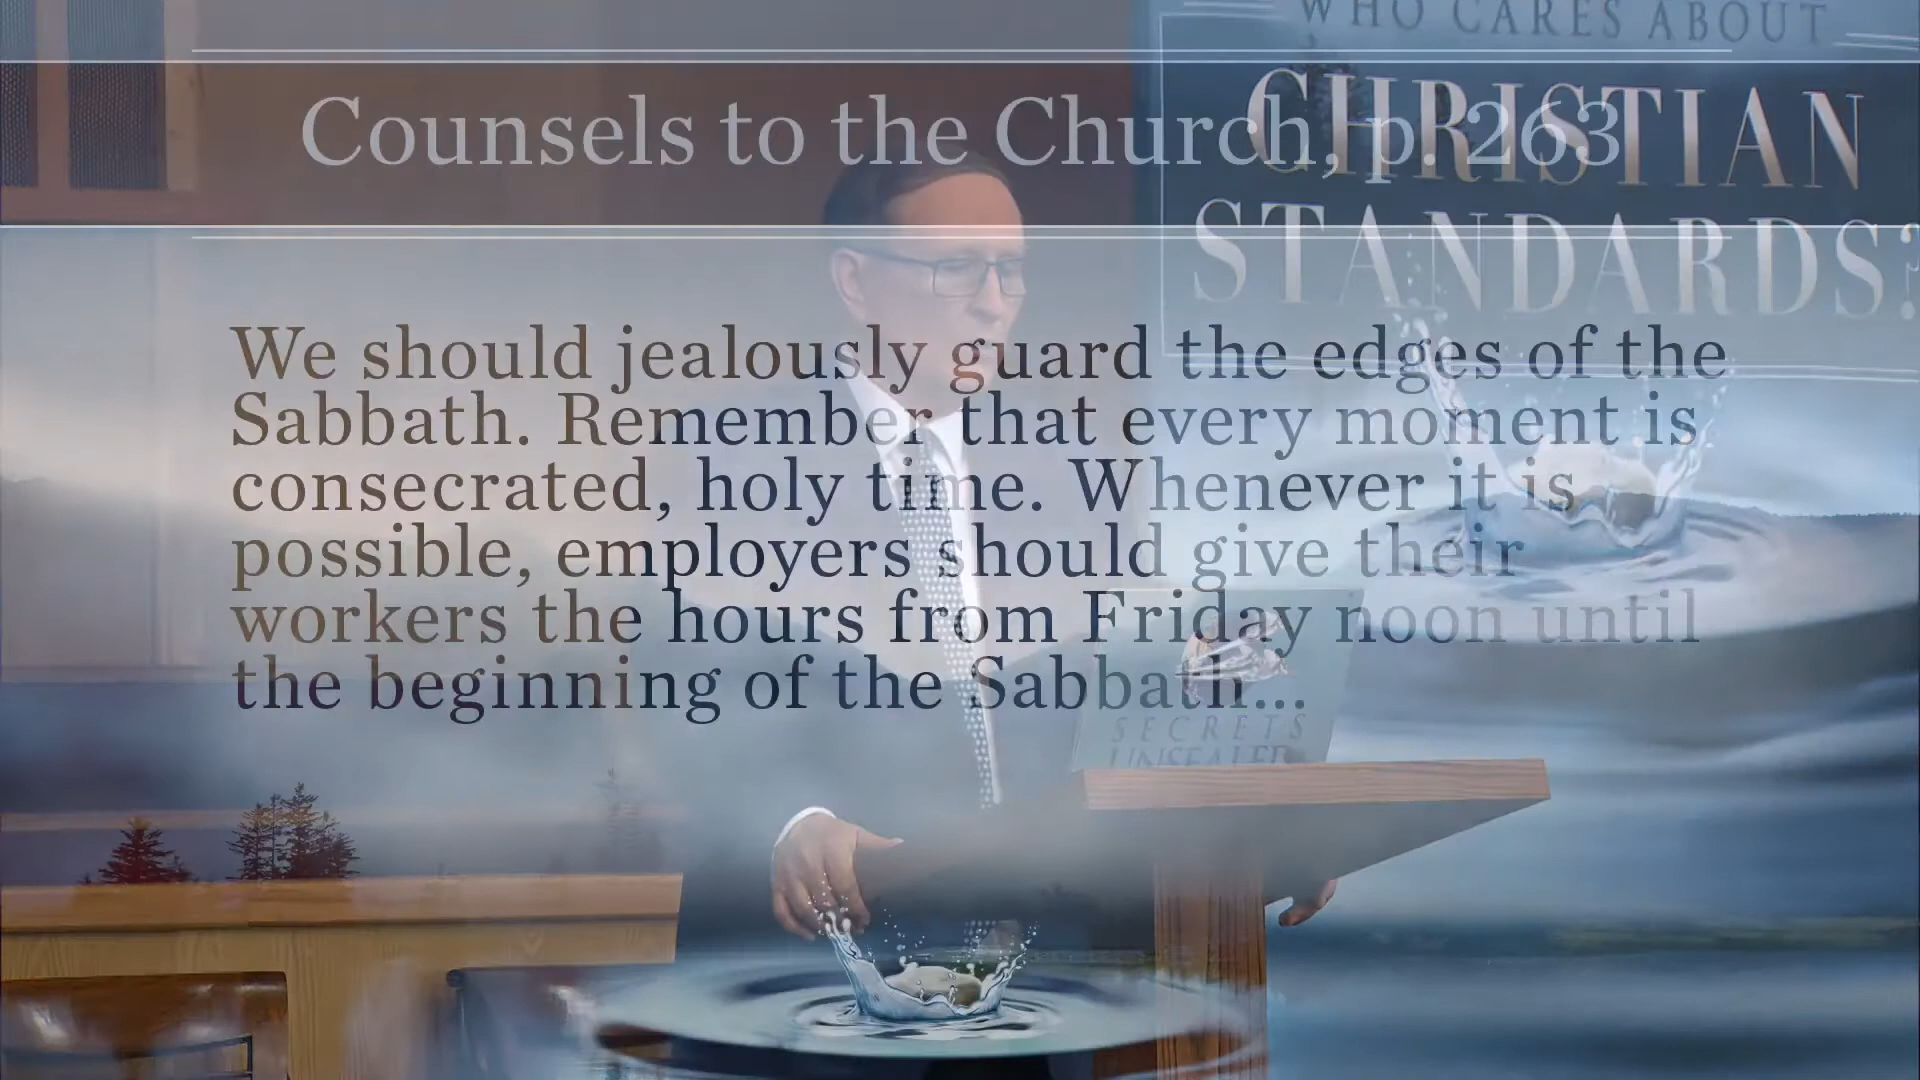 WHO CARES ABOUT
CHRISTIAN
STANDARDS?
Counsels to the Church, p. 263
We should jealously guard the edges of the
Sabbath. Remember that every moment is
consecrated, holy time. Whenever it is
possible, employers should give their
workers the hours from Friday noon until
the beginning of the Sabbath...
SECRETS
UNSEALED